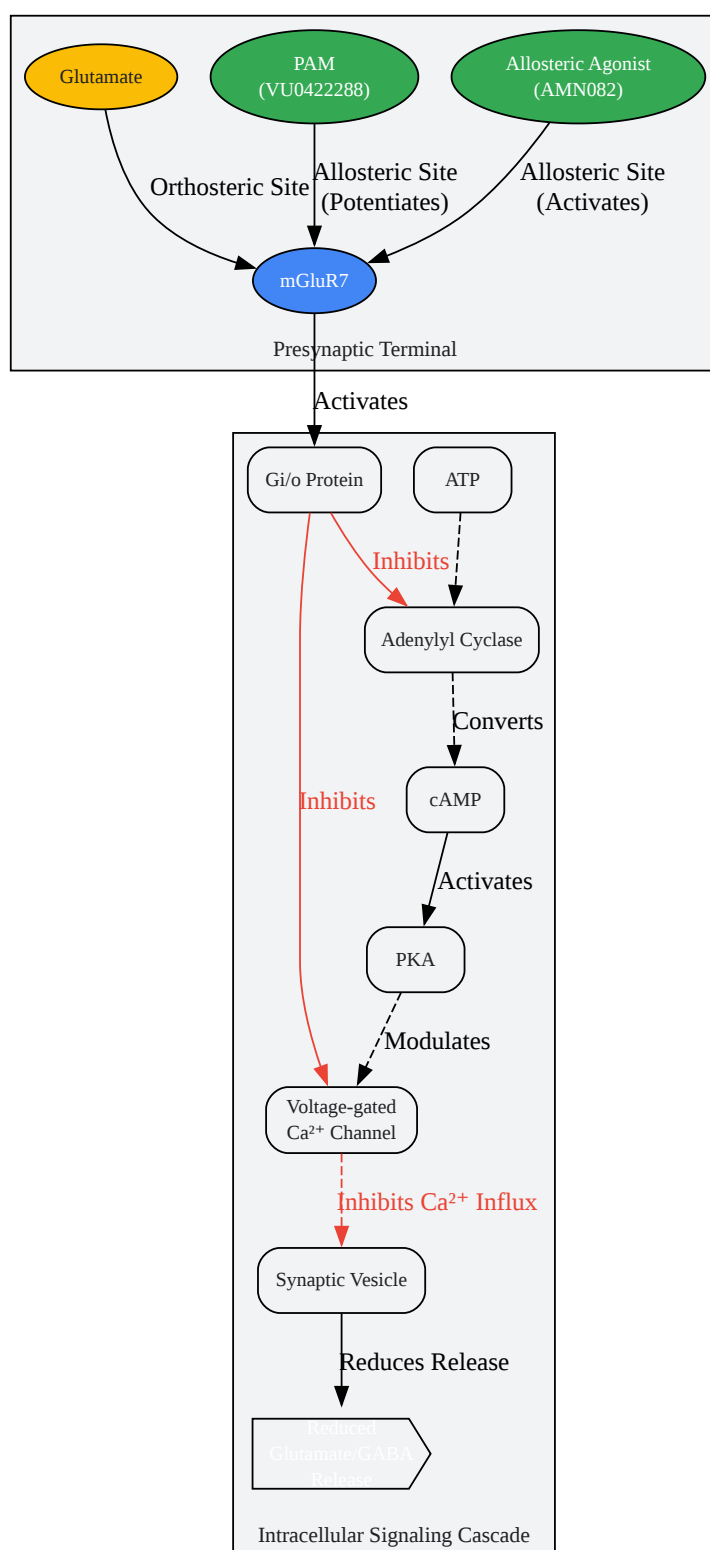 Glutamate
PAM
(VU0422288)
Allosteric Agonist
(AMN082)
Orthosteric Site
Allosteric Site
(Potentiates)
Allosteric Site
(Activates)
mGluR7
Presynaptic Terminal
Activates
Gi/o Protein
ATP
Inhibits
Adenylyl Cyclase
Converts
Inhibits
cAMP
Activates
PKA
Modulates
Voltage-gated
Ca²⁺ Channel
Inhibits Ca²⁺ Influx
Synaptic Vesicle
Reduces Release
Reduced
Glutamate/GABA
Release
Intracellular Signaling Cascade